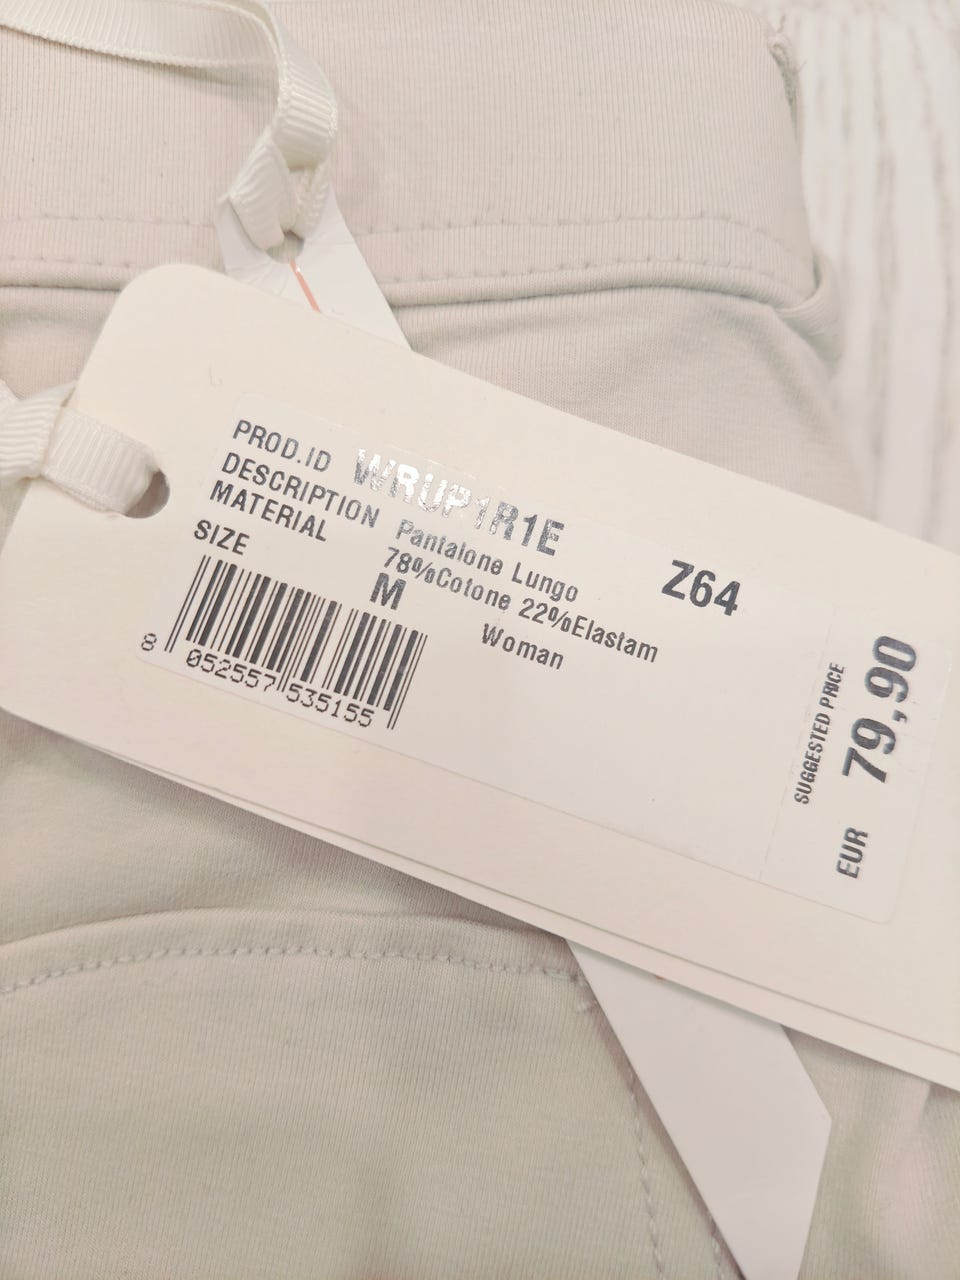 PROD.ID WRUP1R1E
DESCRIPTION Pantalone Lungo Z64
MATERIAL 78%Cotone 22%Elastam
SIZE M Woman
8 052557 535155
SUGGESTED PRICE
EUR 79,90